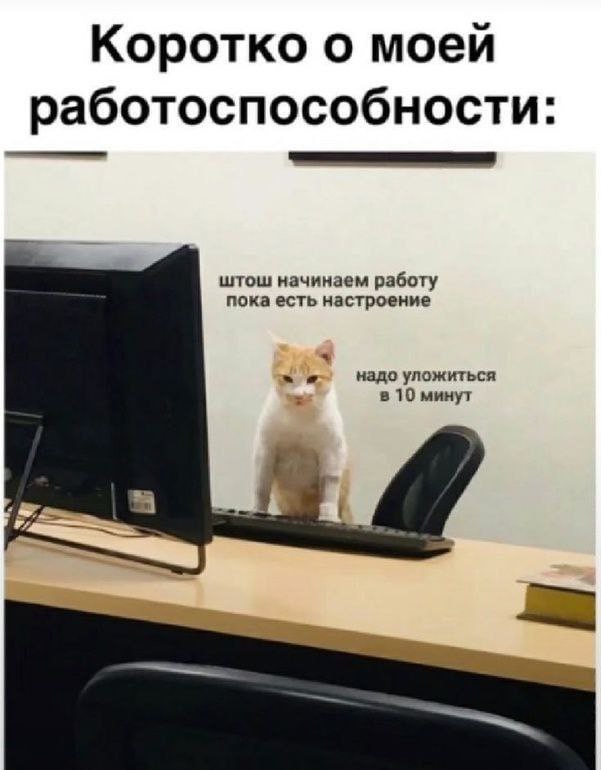 Коротко о моей
работоспособности:
штош начинаем работу
пока есть настроение
надо уложиться
в 10 минут